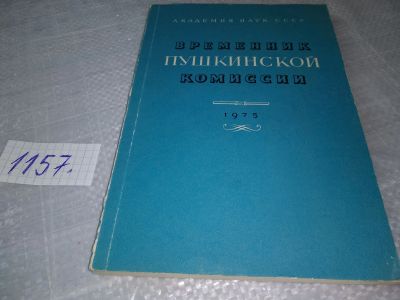 АКАДЕМИЯ НАУК СССР
ВРЕМЕННИК
ПУШКИНСКОЙ
КОМИССИИ
1975
1157.